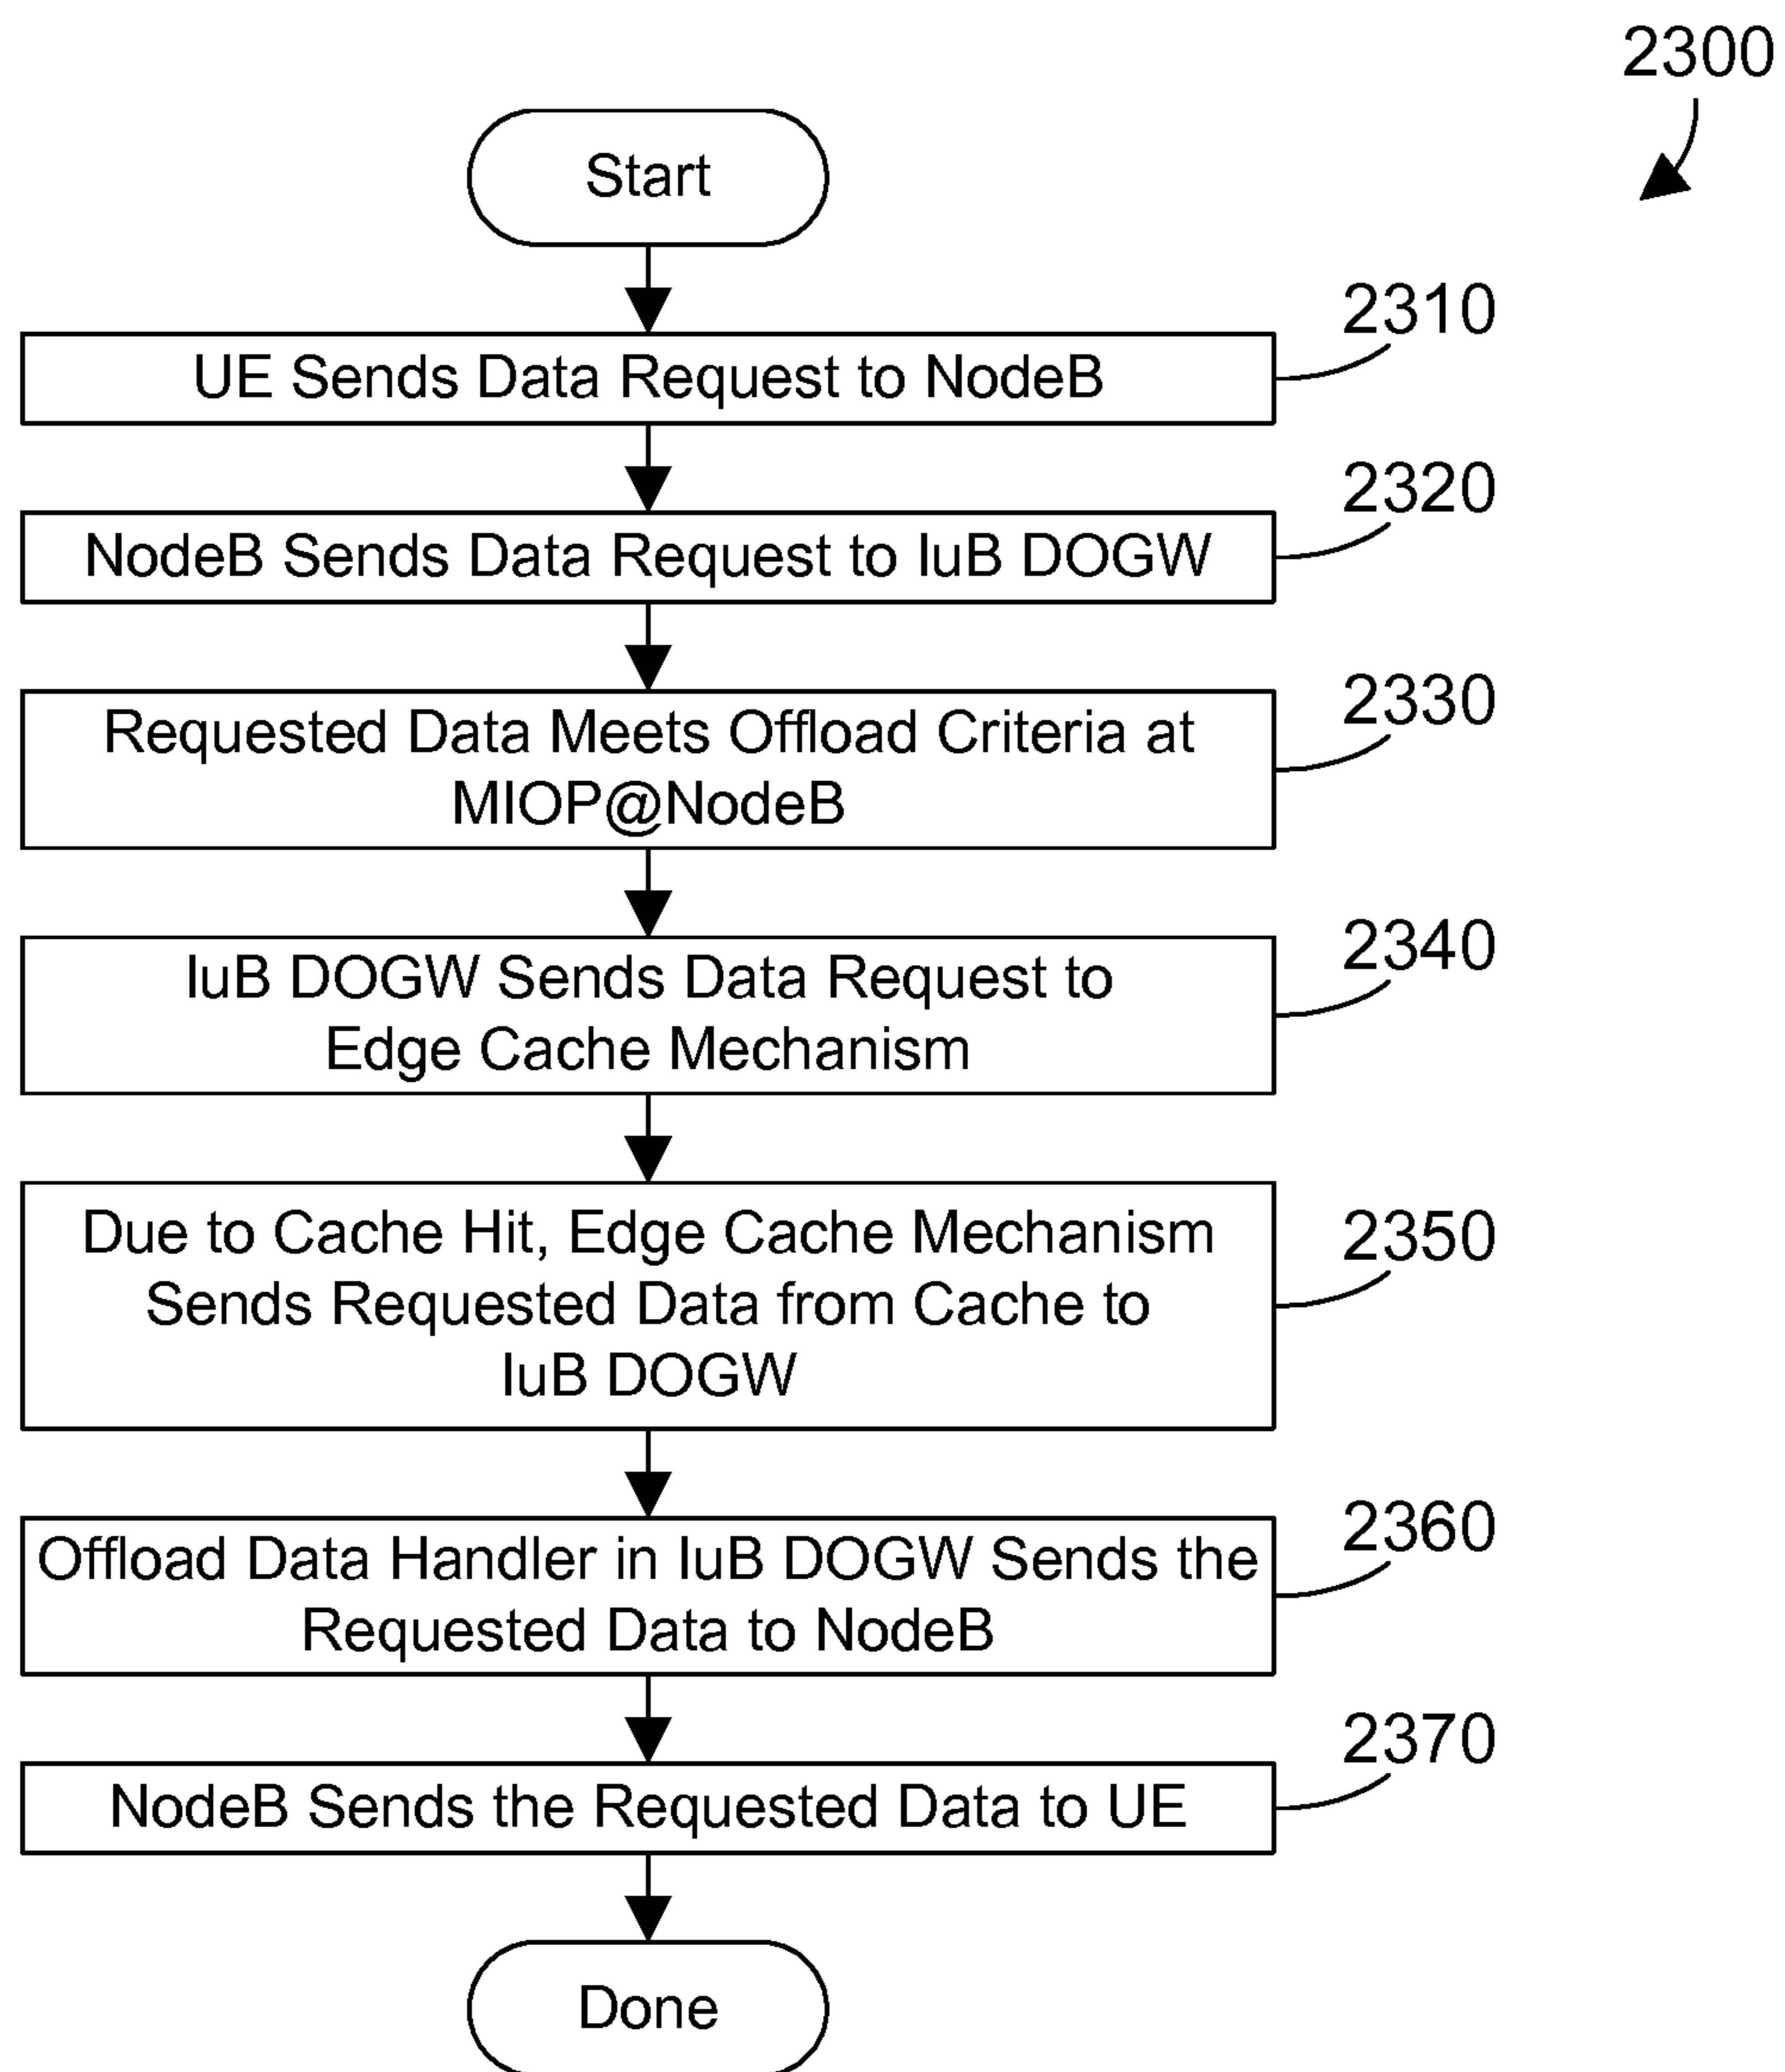 2300
Start
2310
UE Sends Data Request to NodeB
2320
NodeB Sends Data Request to IuB DOGW
2330
Requested Data Meets Offload Criteria at
MIOP@NodeB
2340
IuB DOGW Sends Data Request to
Edge Cache Mechanism
2350
Due to Cache Hit, Edge Cache Mechanism
Sends Requested Data from Cache to
IuB DOGW
2360
Offload Data Handler in IuB DOGW Sends the
Requested Data to NodeB
2370
NodeB Sends the Requested Data to UE
Done